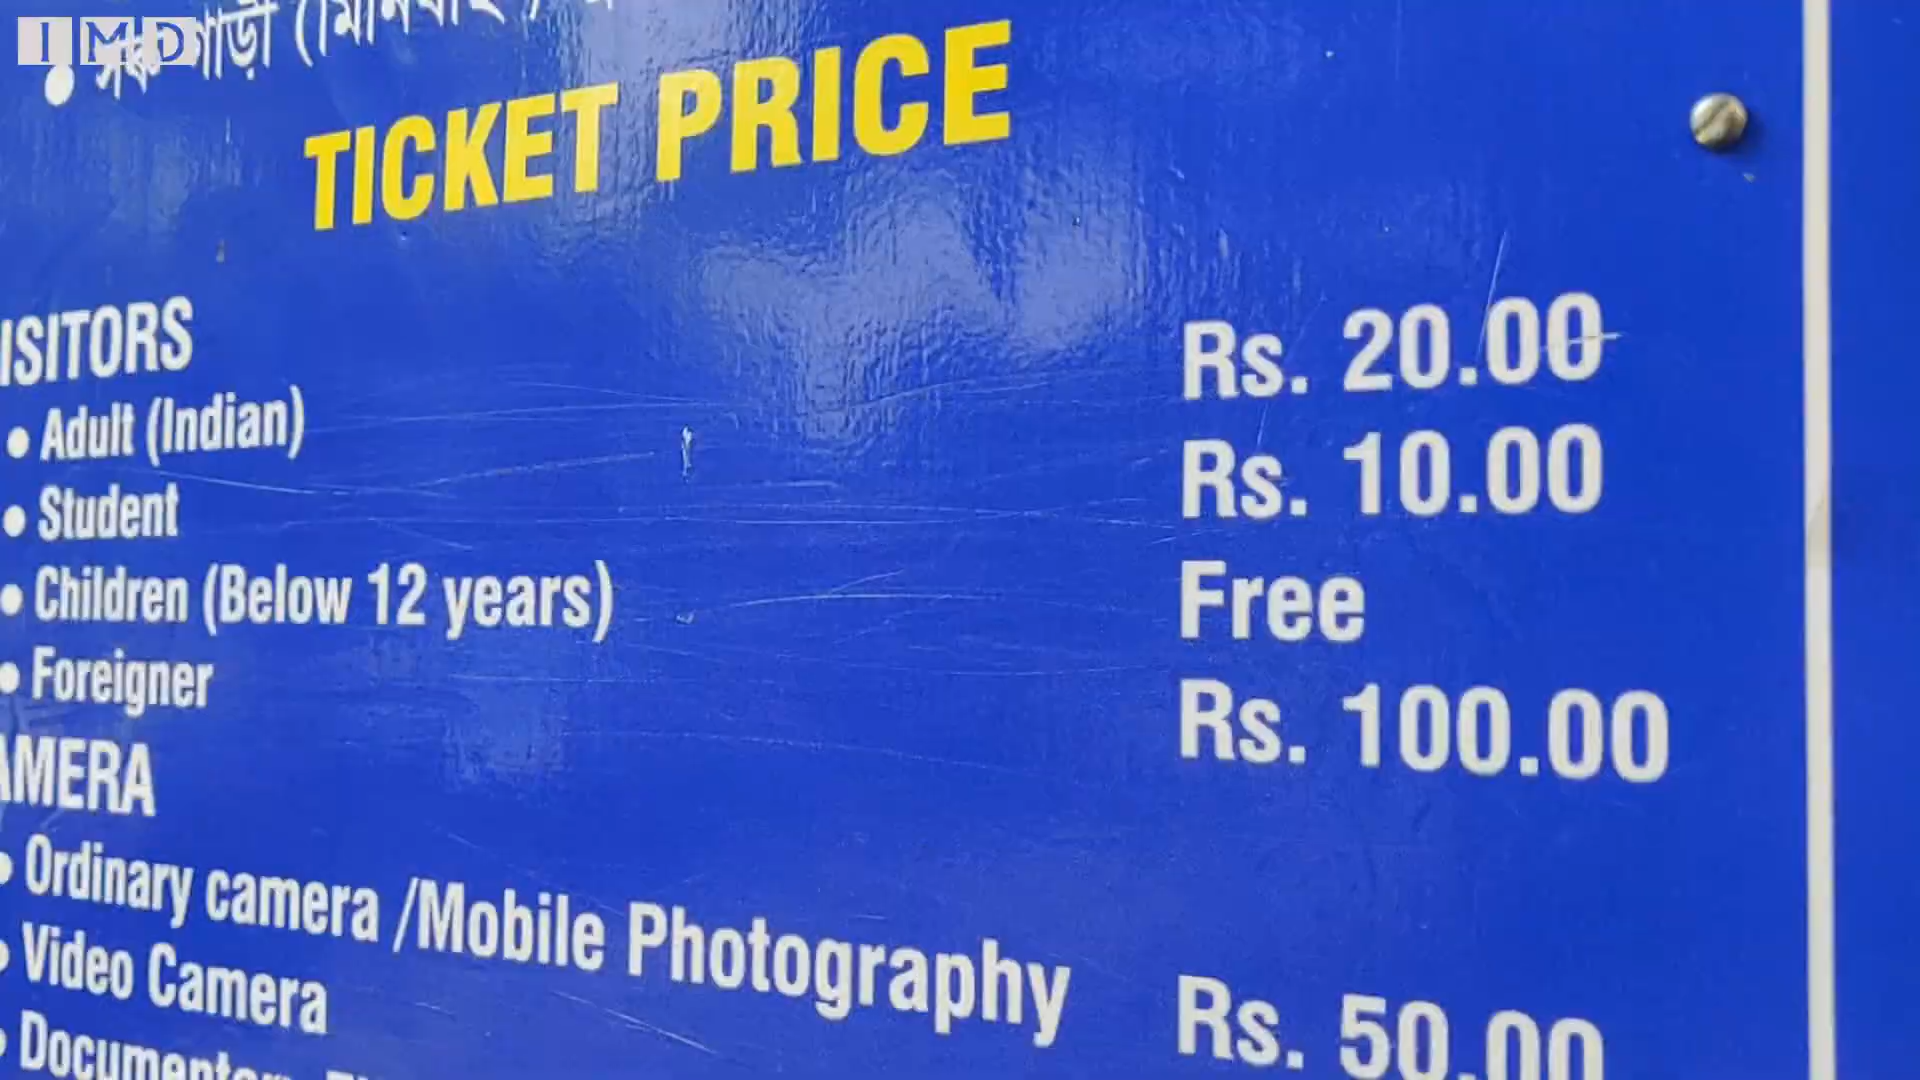 IMD
• গাড়ী
TICKET PRICE
ISITORS
• Adult (Indian) Rs. 20.00
• Student Rs. 10.00
• Children (Below 12 years) Free
• Foreigner Rs. 100.00
AMERA
• Ordinary camera /Mobile Photography Rs. 50.00
• Video Camera